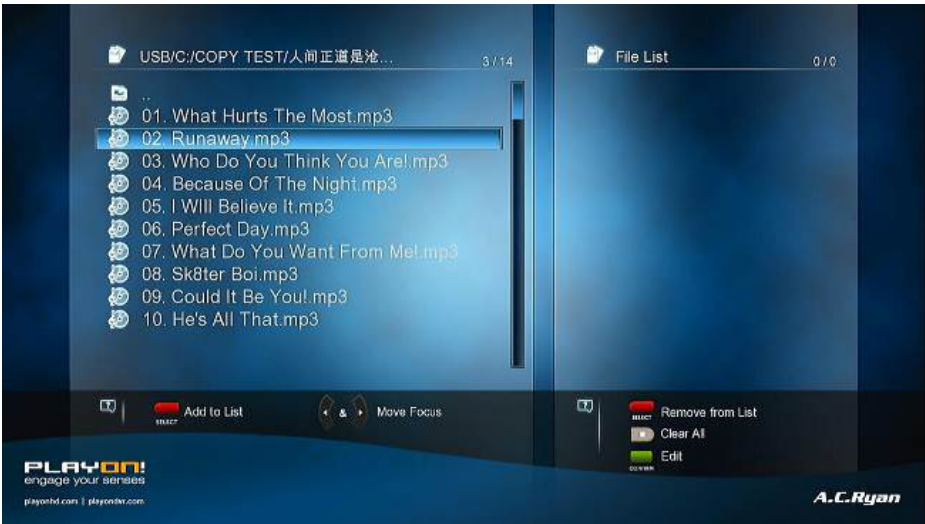 USB/C:/COPY TEST/人间正道是沧...
3/14
..
01. What Hurts The Most.mp3
02. Runaway.mp3
03. Who Do You Think You Are!.mp3
04. Because Of The Night.mp3
05. I WIll Believe It.mp3
06. Perfect Day.mp3
07. What Do You Want From Me!.mp3
08. Sk8ter Boi.mp3
09. Could It Be You!.mp3
10. He's All That.mp3
File List
0/0
SELECT Add to List
& Move Focus
SELECT Remove from List
Clear All
CONFIRM Edit
PLAYON!
engage your senses
playonhd.com | playondvr.com
A.C.Ryan